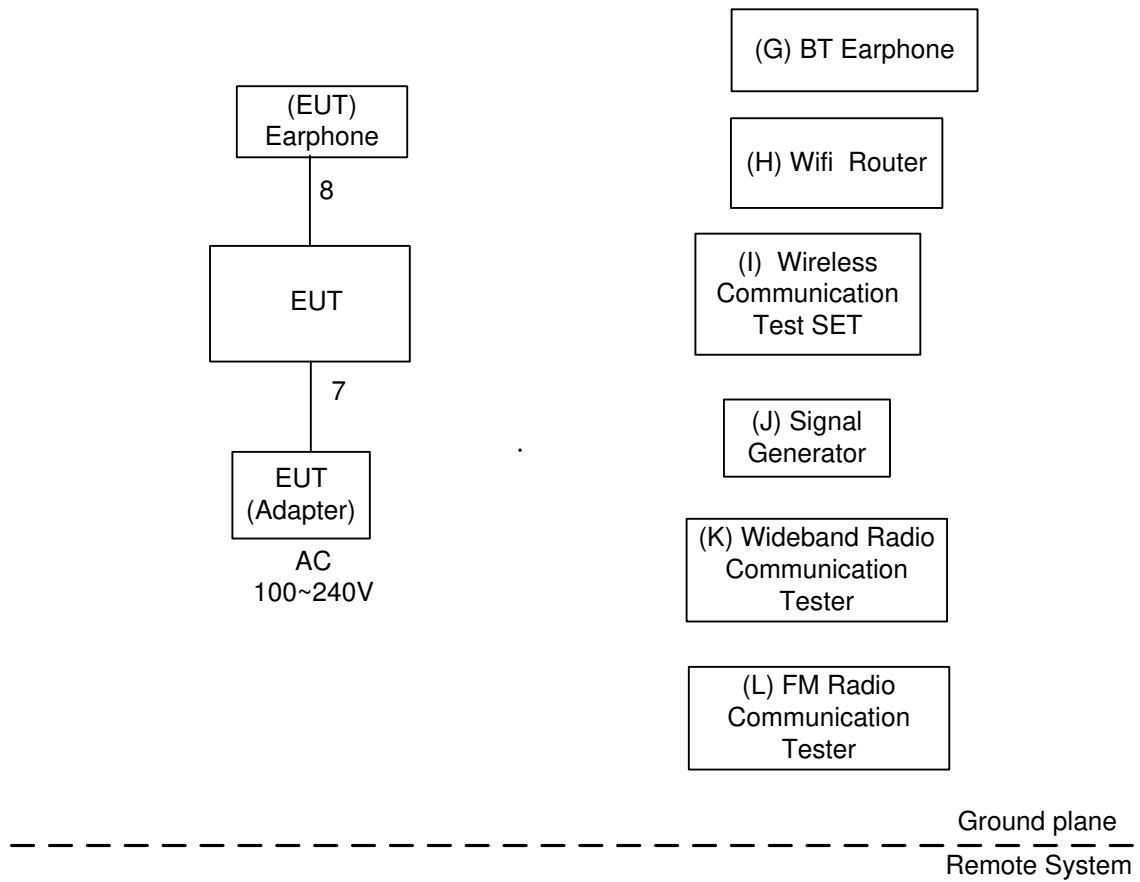 (EUT)
Earphone
8
EUT
7
EUT
(Adapter)
AC
100~240V
(G) BT Earphone
(H) Wifi Router
(I) Wireless
Communication
Test SET
(J) Signal
Generator
(K) Wideband Radio
Communication
Tester
(L) FM Radio
Communication
Tester
Ground plane
Remote System